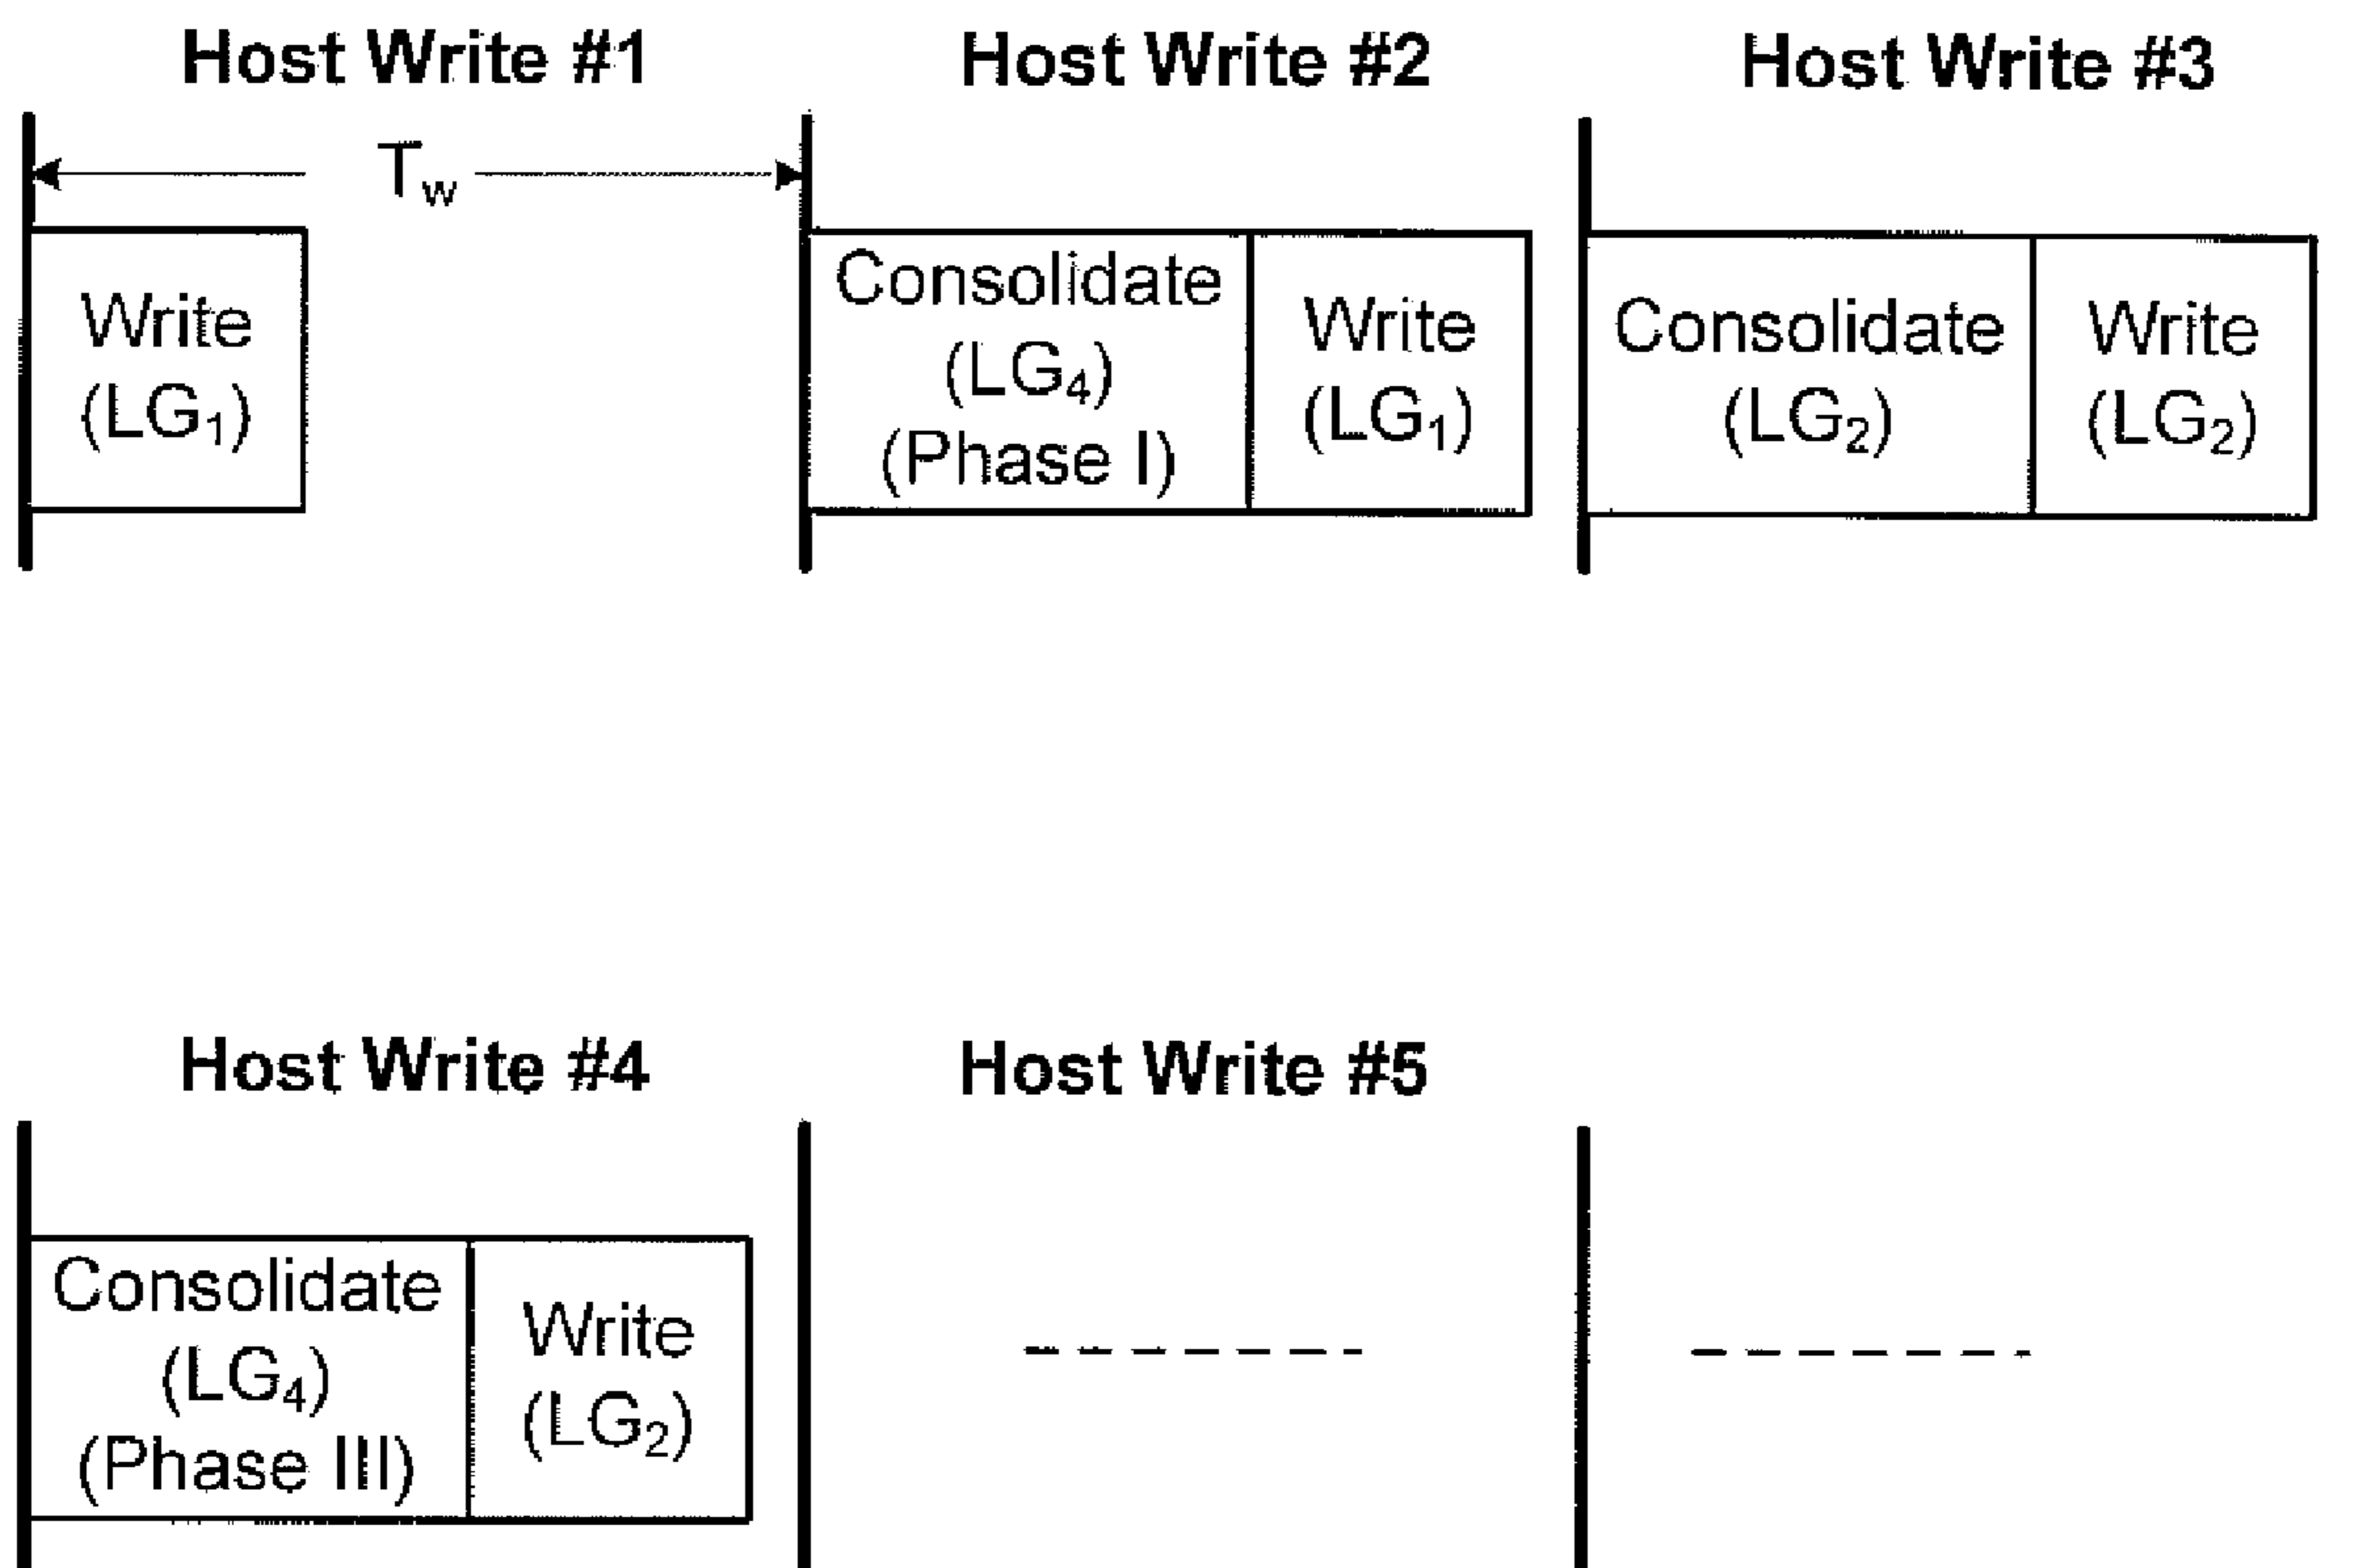 Host Write #1
Host Write #2
Host Write #3
T_w
Write
(LG₁)
Consolidate
(LG₄)
(Phase I)
Write
(LG₁)
Consolidate
(LG₂)
Write
(LG₂)
Host Write #4
Host Write #5
Consolidate
(LG₄)
(Phase III)
Write
(LG₂)